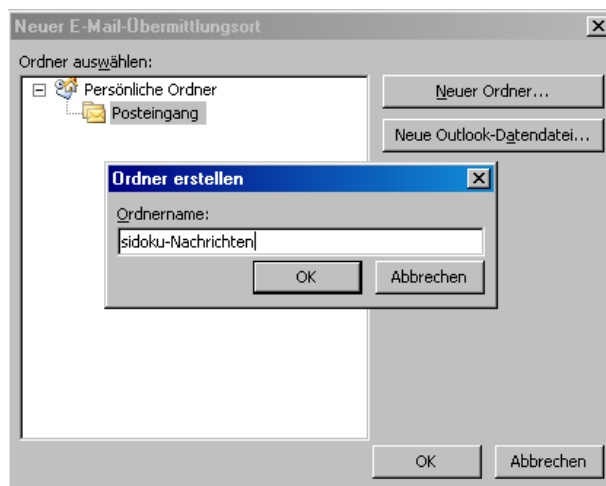 Neuer E-Mail-Übermittlungsort
Ordner auswählen:
Persönliche Ordner
Posteingang
Neuer Ordner...
Neue Outlook-Datendatei...
Ordner erstellen
Ordnername:
sidoku-Nachrichten
OK
Abbrechen
OK
Abbrechen